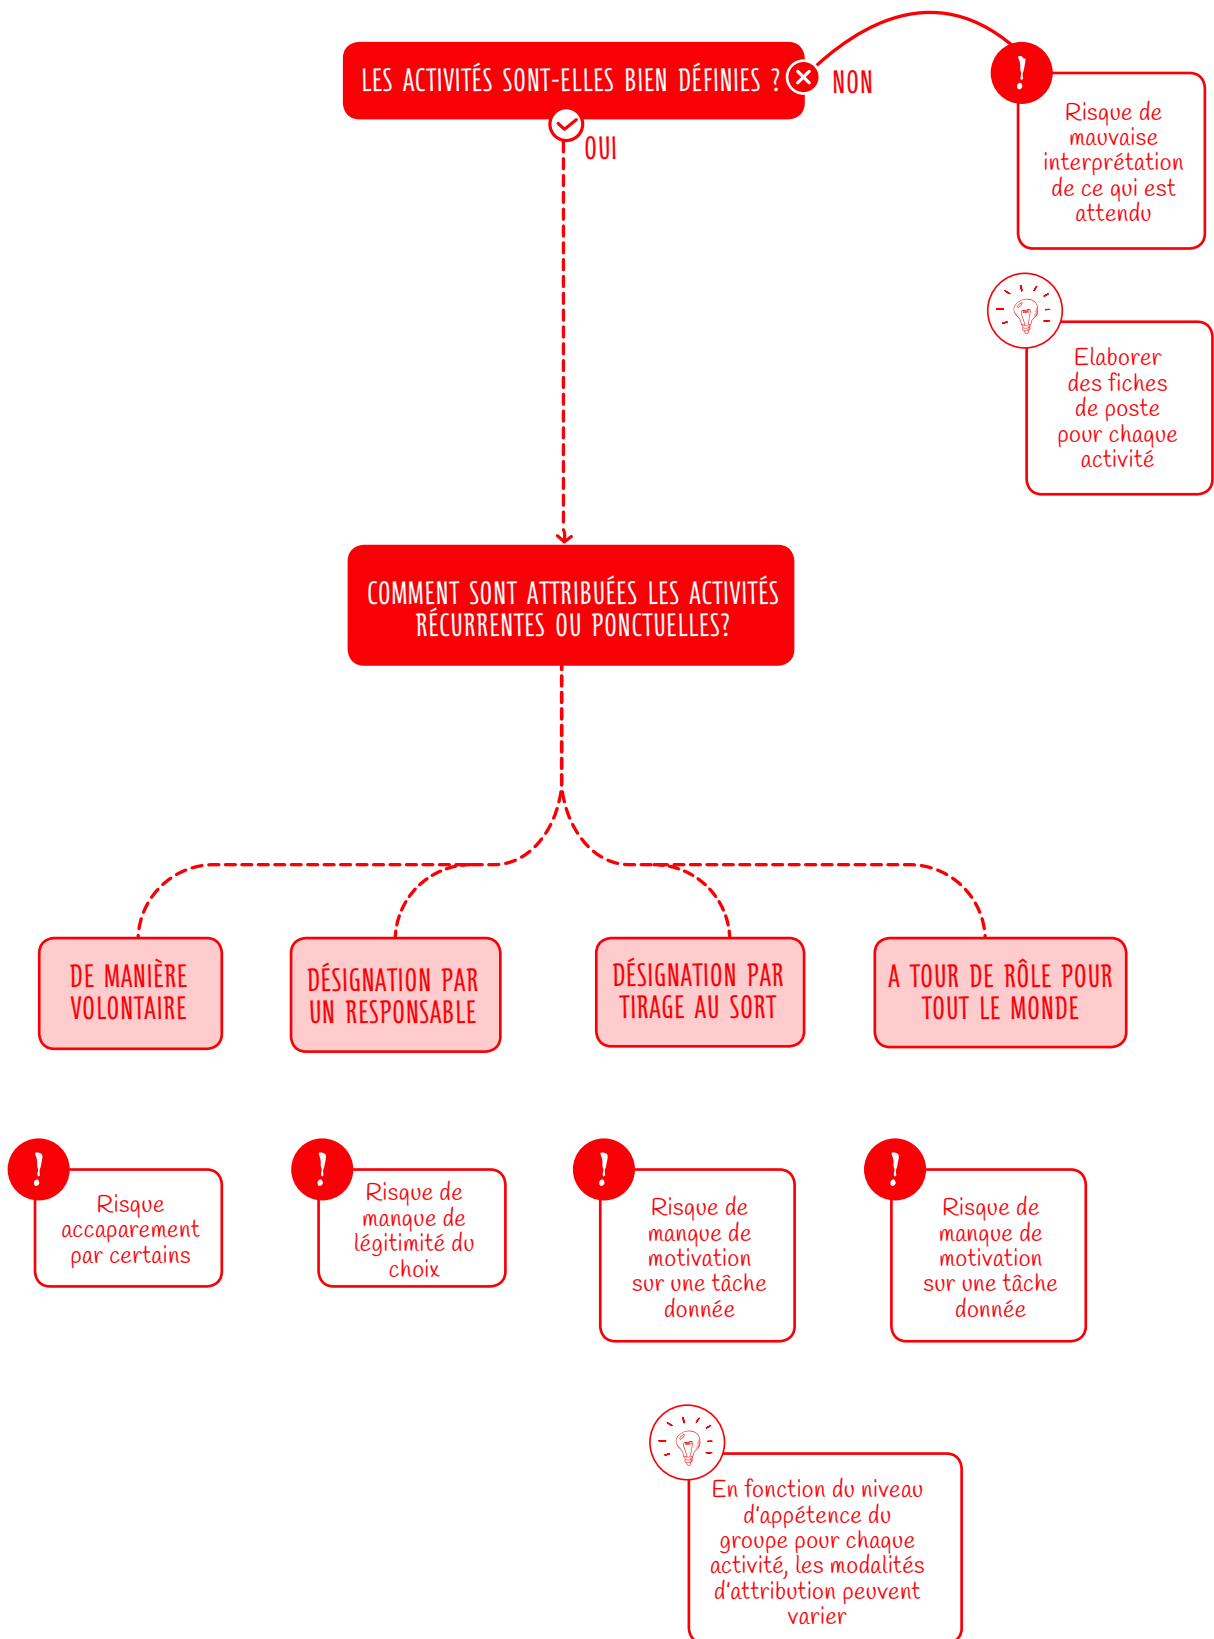 LES ACTIVITÉS SONT-ELLES BIEN DÉFINIES ?
NON
OUI
!
Risque de
mauvaise
interprétation
de ce qui est
attendu
Elaborer
des fiches
de poste
pour chaque
activité
COMMENT SONT ATTRIBUÉES LES ACTIVITÉS
RÉCURRENTES OU PONCTUELLES?
DE MANIÈRE
VOLONTAIRE
DÉSIGNATION PAR
UN RESPONSABLE
DÉSIGNATION PAR
TIRAGE AU SORT
A TOUR DE RÔLE POUR
TOUT LE MONDE
!
Risque
accaparement
par certains
!
Risque de
manque de
légitimité du
choix
!
Risque de
manque de
motivation
sur une tâche
donnée
!
Risque de
manque de
motivation
sur une tâche
donnée
En fonction du niveau
d'appétence du
groupe pour chaque
activité, les modalités
d'attribution peuvent
varier